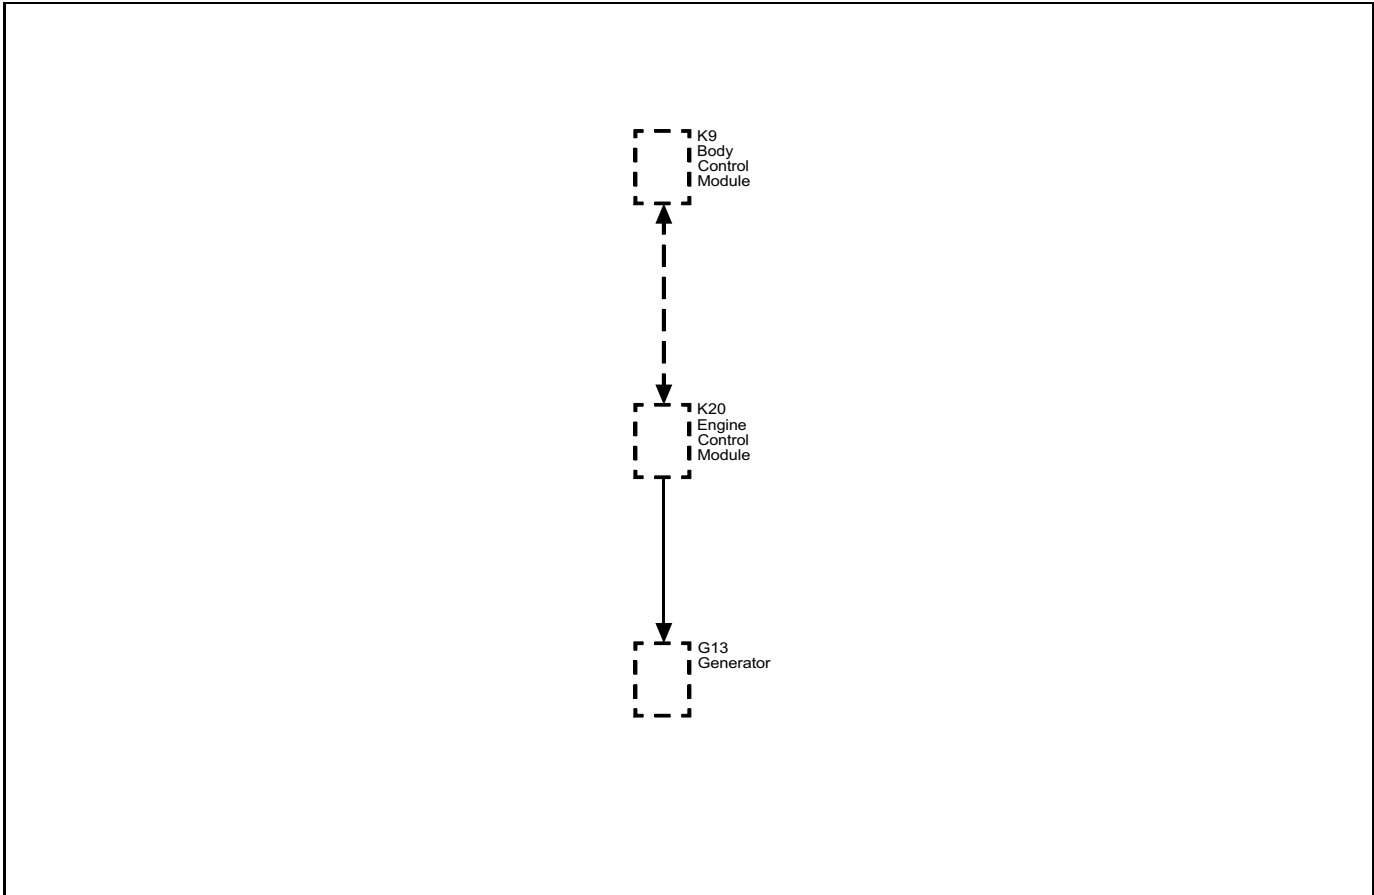 K9
Body
Control
Module
K20
Engine
Control
Module
G13
Generator